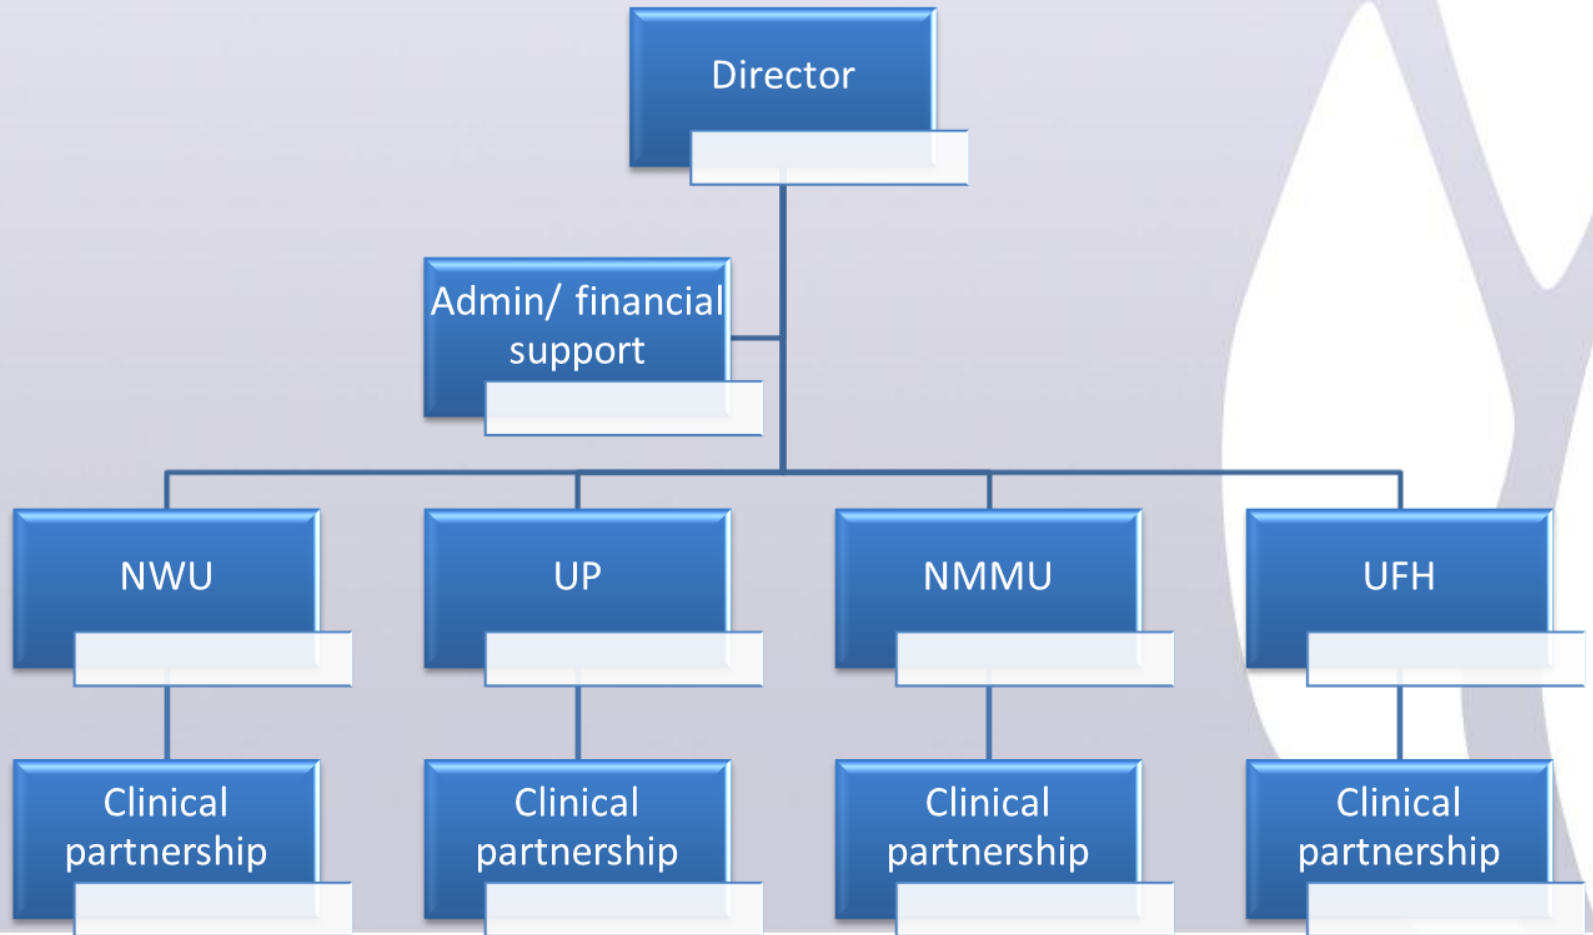 Director
Admin/ financial
support
NWU
UP
NMMU
UFH
Clinical
partnership
Clinical
partnership
Clinical
partnership
Clinical
partnership